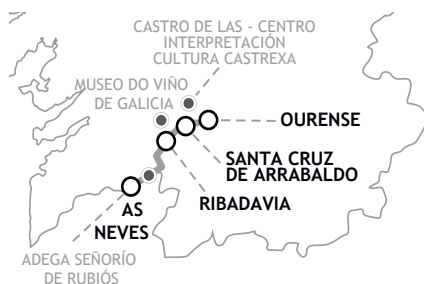 CASTRO DE LAS - CENTRO
INTERPRETACIÓN
CULTURA CASTREXA
MUSEO DO VIÑO
DE GALICIA
OURENSE
SANTA CRUZ
DE ARRABALDO
RIBADAVIA
AS
NEVES
ADEGA SEÑORÍO
DE RUBIÓS